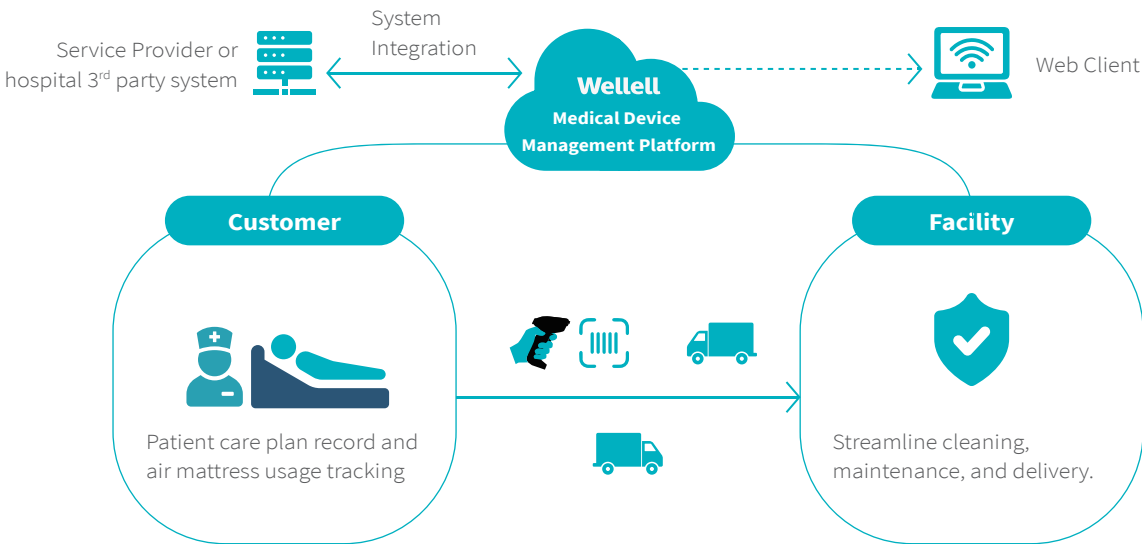 System
Integration
Service Provider or
hospital 3rd party system
Wellell
Medical Device
Management Platform
Web Client
Customer
Facility
Patient care plan record and
air mattress usage tracking
Streamline cleaning,
maintenance, and delivery.